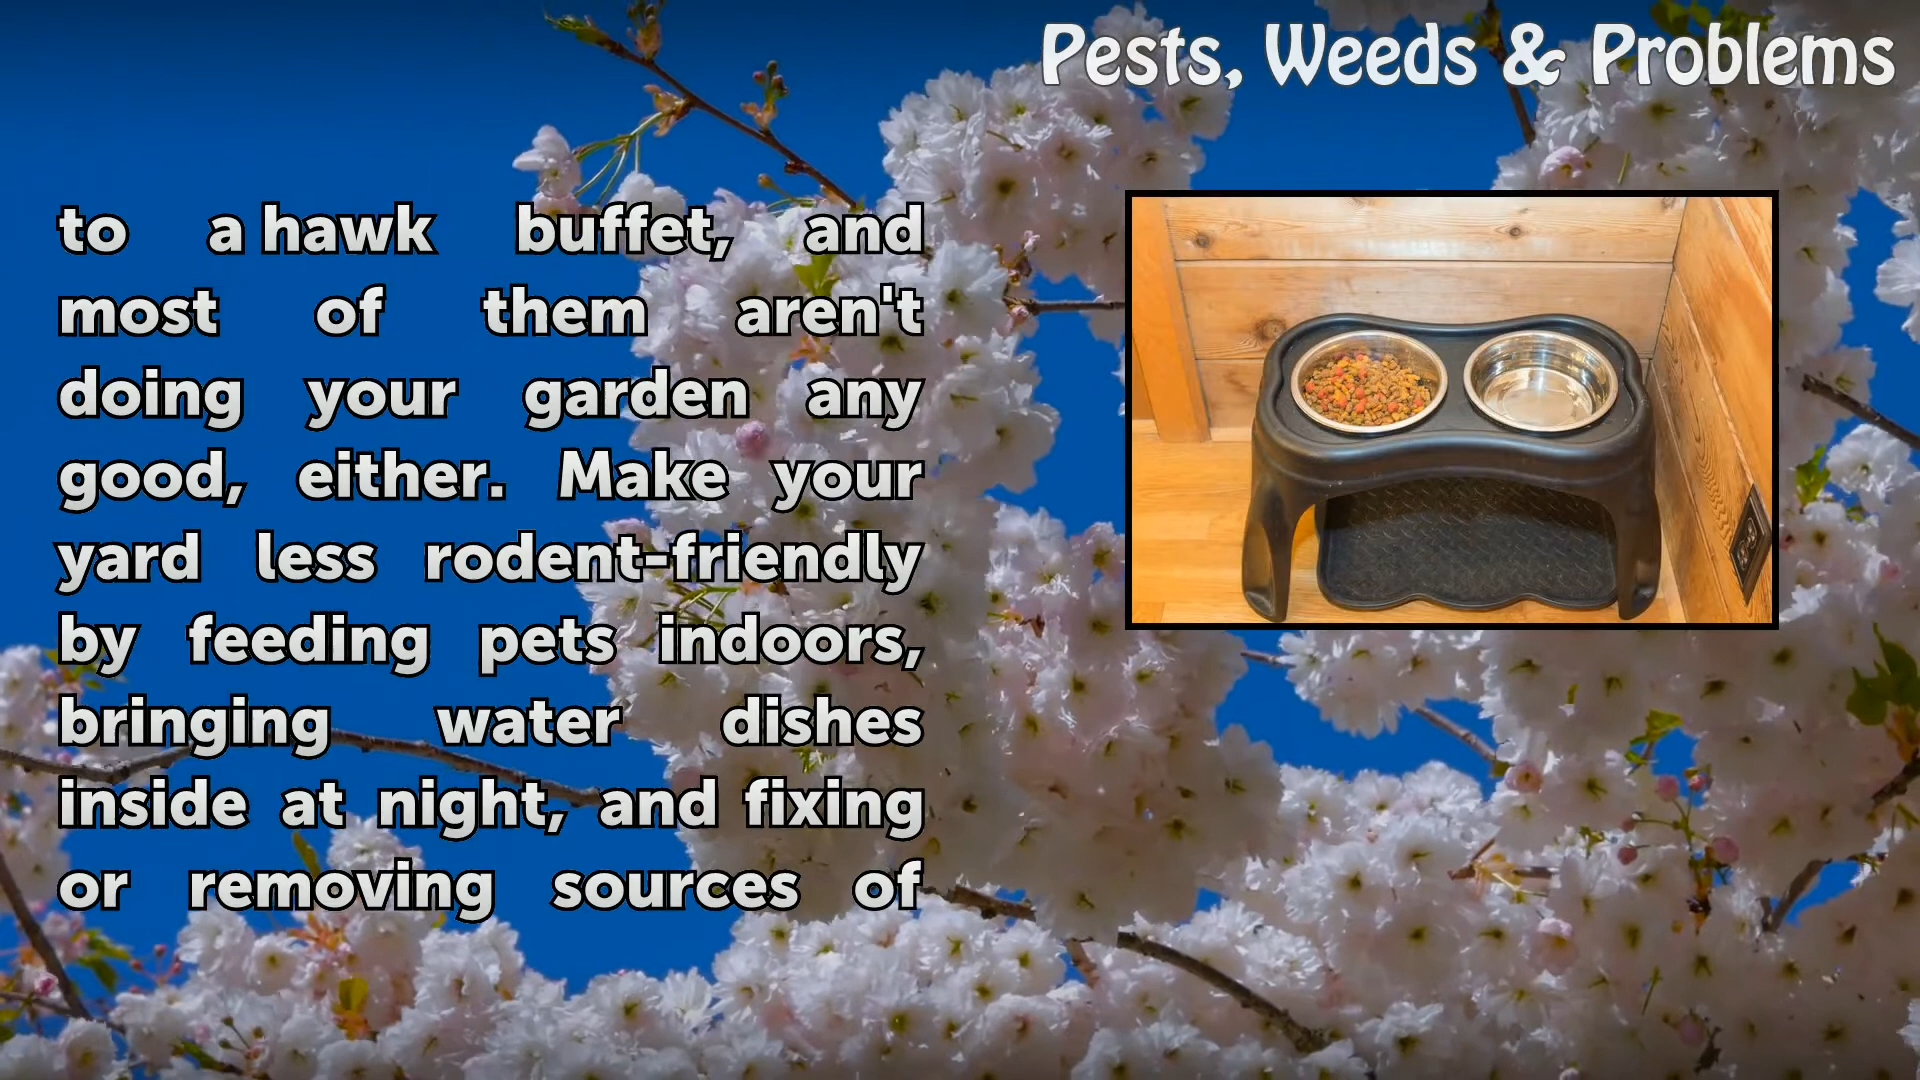 Pests, Weeds & Problems
to a hawk buffet, and
most of them aren't
doing your garden any
good, either. Make your
yard less rodent-friendly
by feeding pets indoors,
bringing water dishes
inside at night, and fixing
or removing sources of